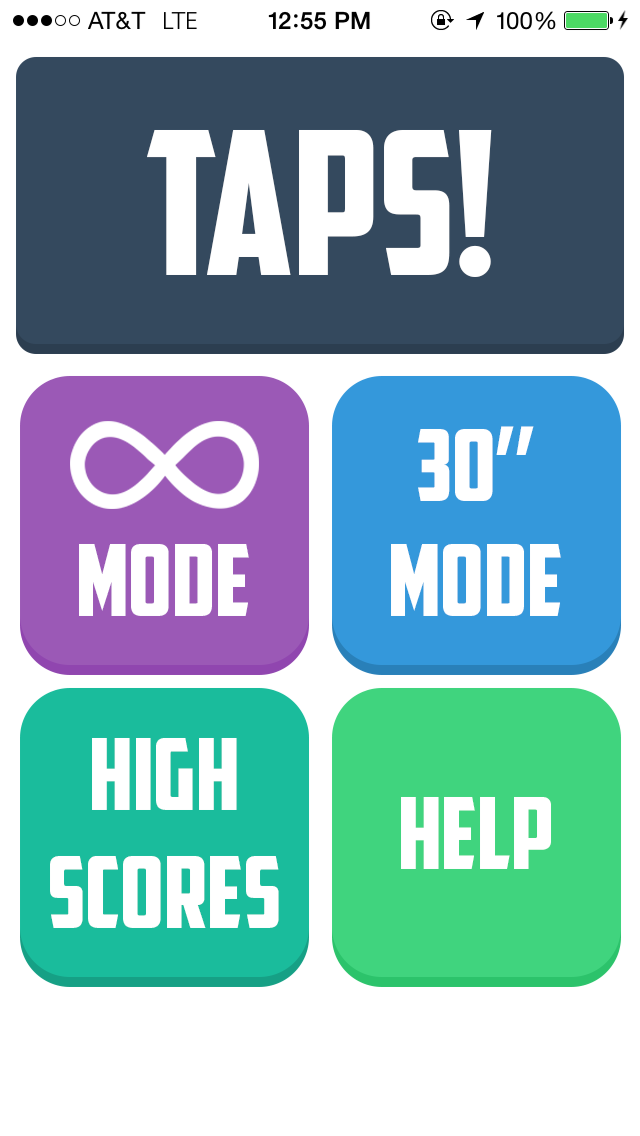 AT&T LTE 12:55 PM 100%
TAPS!
∞
MODE
30"
MODE
HIGH
SCORES
HELP